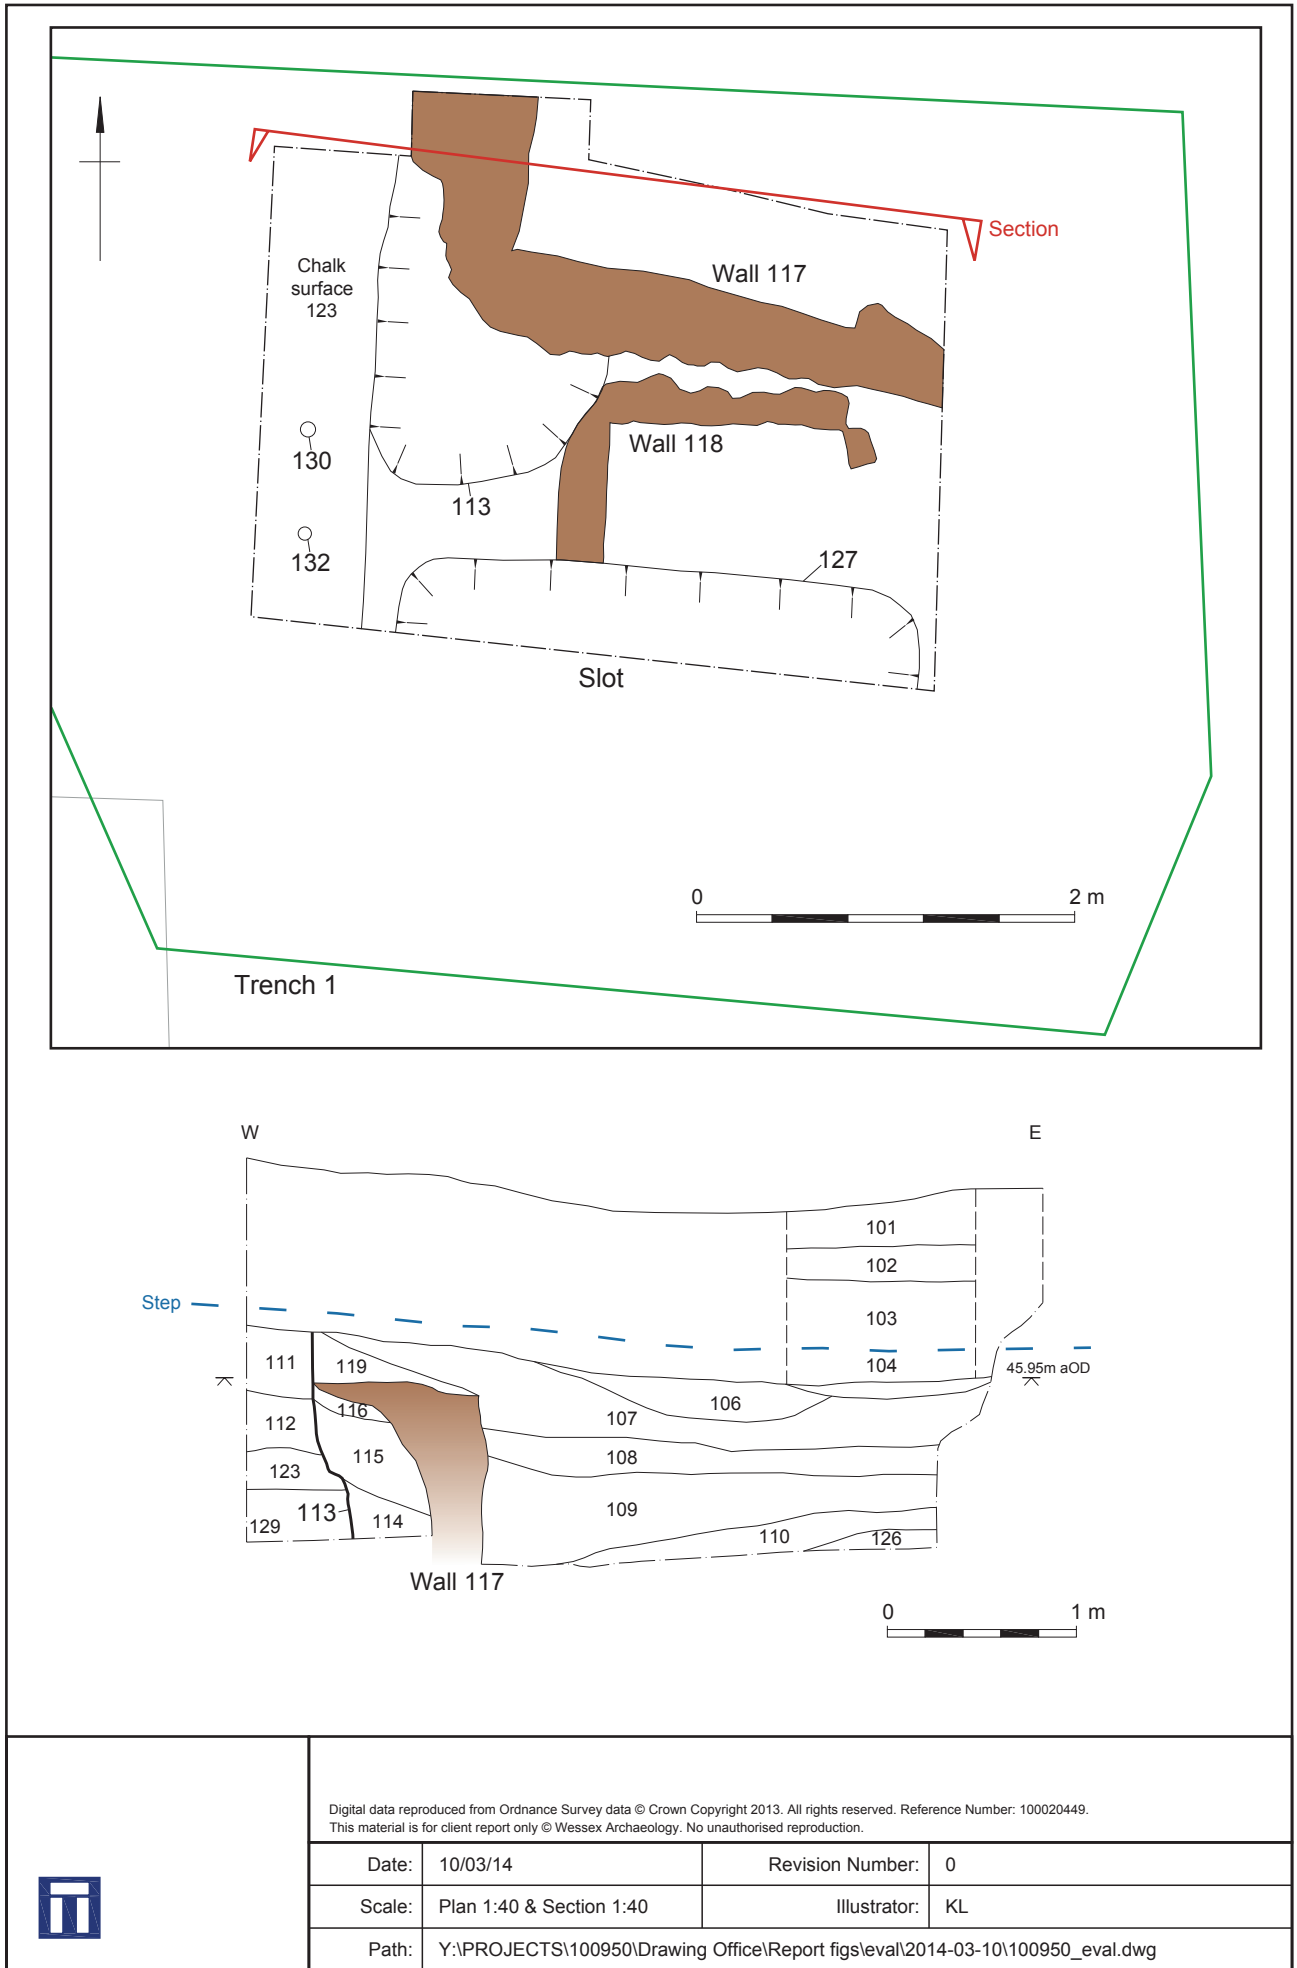 Section
Wall 117
Chalk
surface
123
Wall 118
130
113
132
127
Slot
0 2 m
Trench 1
W E
101
102
Step
103
111
119
104
45.95m aOD
116
106
107
112
115
108
123
109
113
114
129
110
126
Wall 117
0 1 m
Digital data reproduced from Ordnance Survey data © Crown Copyright 2013. All rights reserved. Reference Number: 100020449.
This material is for client report only © Wessex Archaeology. No unauthorised reproduction.
Date: 10/03/14 Revision Number: 0
Scale: Plan 1:40 & Section 1:40 Illustrator: KL
Path: Y:\PROJECTS\100950\Drawing Office\Report figs\eval\2014-03-10\100950_eval.dwg